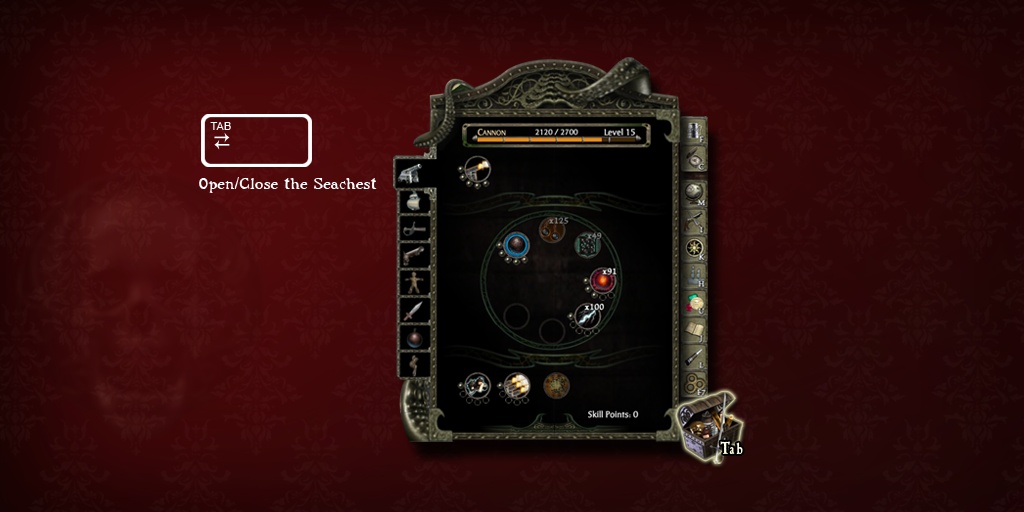 TAB
Open/Close the Seachest
Cannon 2120 / 2700 Level 15
x125
x49
x91
x100
M
K
H
Skill Points: 0
Tab